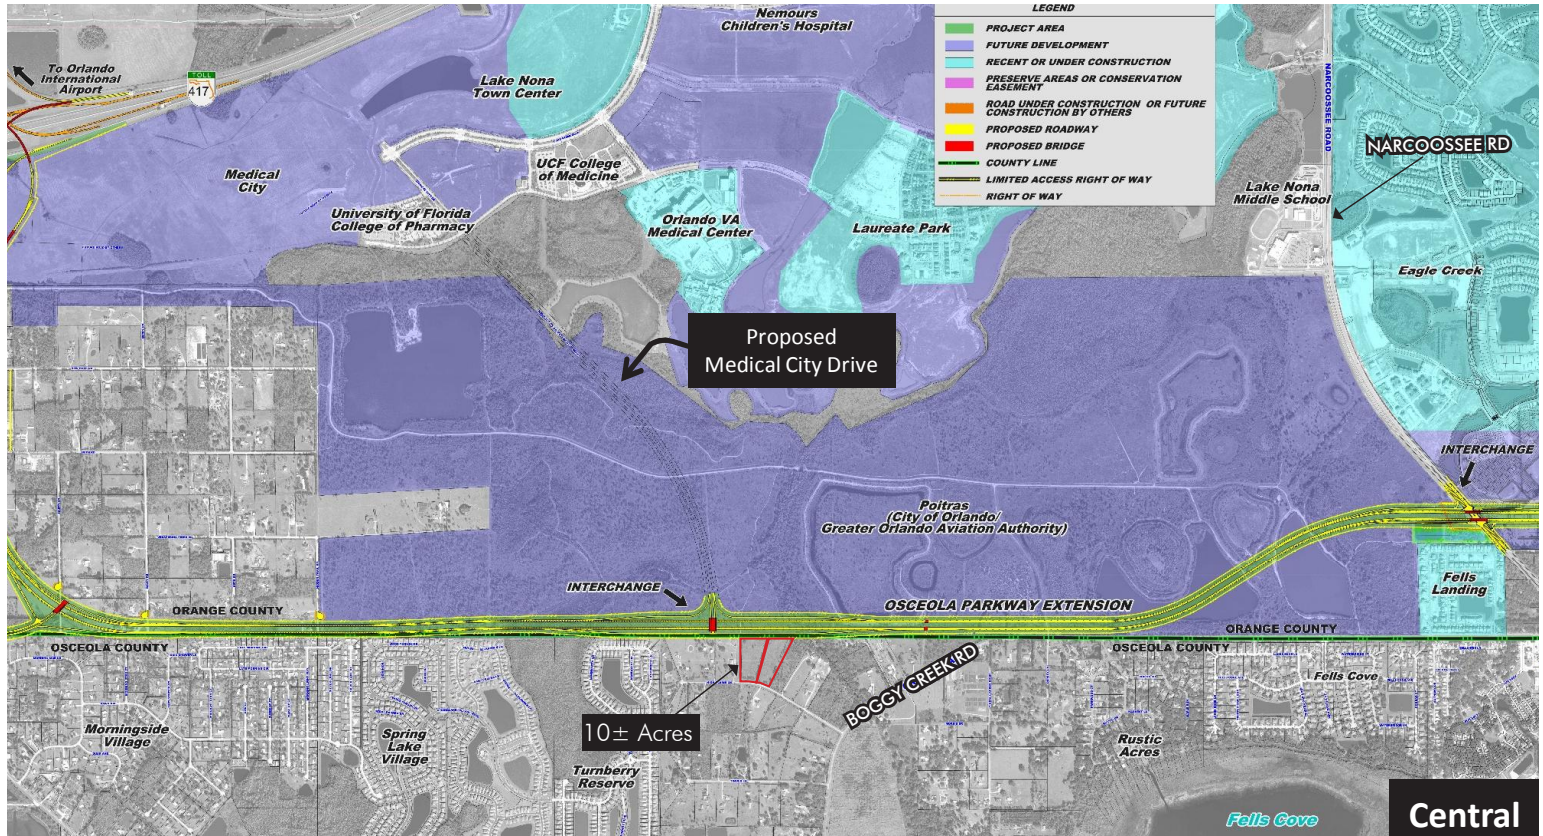 Nemours
Children's Hospital
To Orlando
International
Airport
TOLL
417
Lake Nona
Town Center
LEGEND
PROJECT AREA
FUTURE DEVELOPMENT
RECENT OR UNDER CONSTRUCTION
PRESERVE AREAS OR CONSERVATION
EASEMENT
ROAD UNDER CONSTRUCTION OR FUTURE
CONSTRUCTION BY OTHERS
PROPOSED ROADWAY
PROPOSED BRIDGE
COUNTY LINE
LIMITED ACCESS RIGHT OF WAY
RIGHT OF WAY
NARCOOSSEE ROAD
NARCOOSSEE RD
Medical
City
UCF College
of Medicine
University of Florida
College of Pharmacy
Orlando VA
Medical Center
Laureate Park
Lake Nona
Middle School
Eagle Creek
Proposed
Medical City Drive
INTERCHANGE
Poitras
(City of Orlando/
Greater Orlando Aviation Authority)
INTERCHANGE
Fells
Landing
ORANGE COUNTY
OSCEOLA PARKWAY EXTENSION
ORANGE COUNTY
OSCEOLA COUNTY
OSCEOLA COUNTY
BOGGY CREEK RD
Fells Cove
10± Acres
Morningside
Village
Spring
Lake
Village
Turnberry
Reserve
Rustic
Acres
Fells Cove
Central